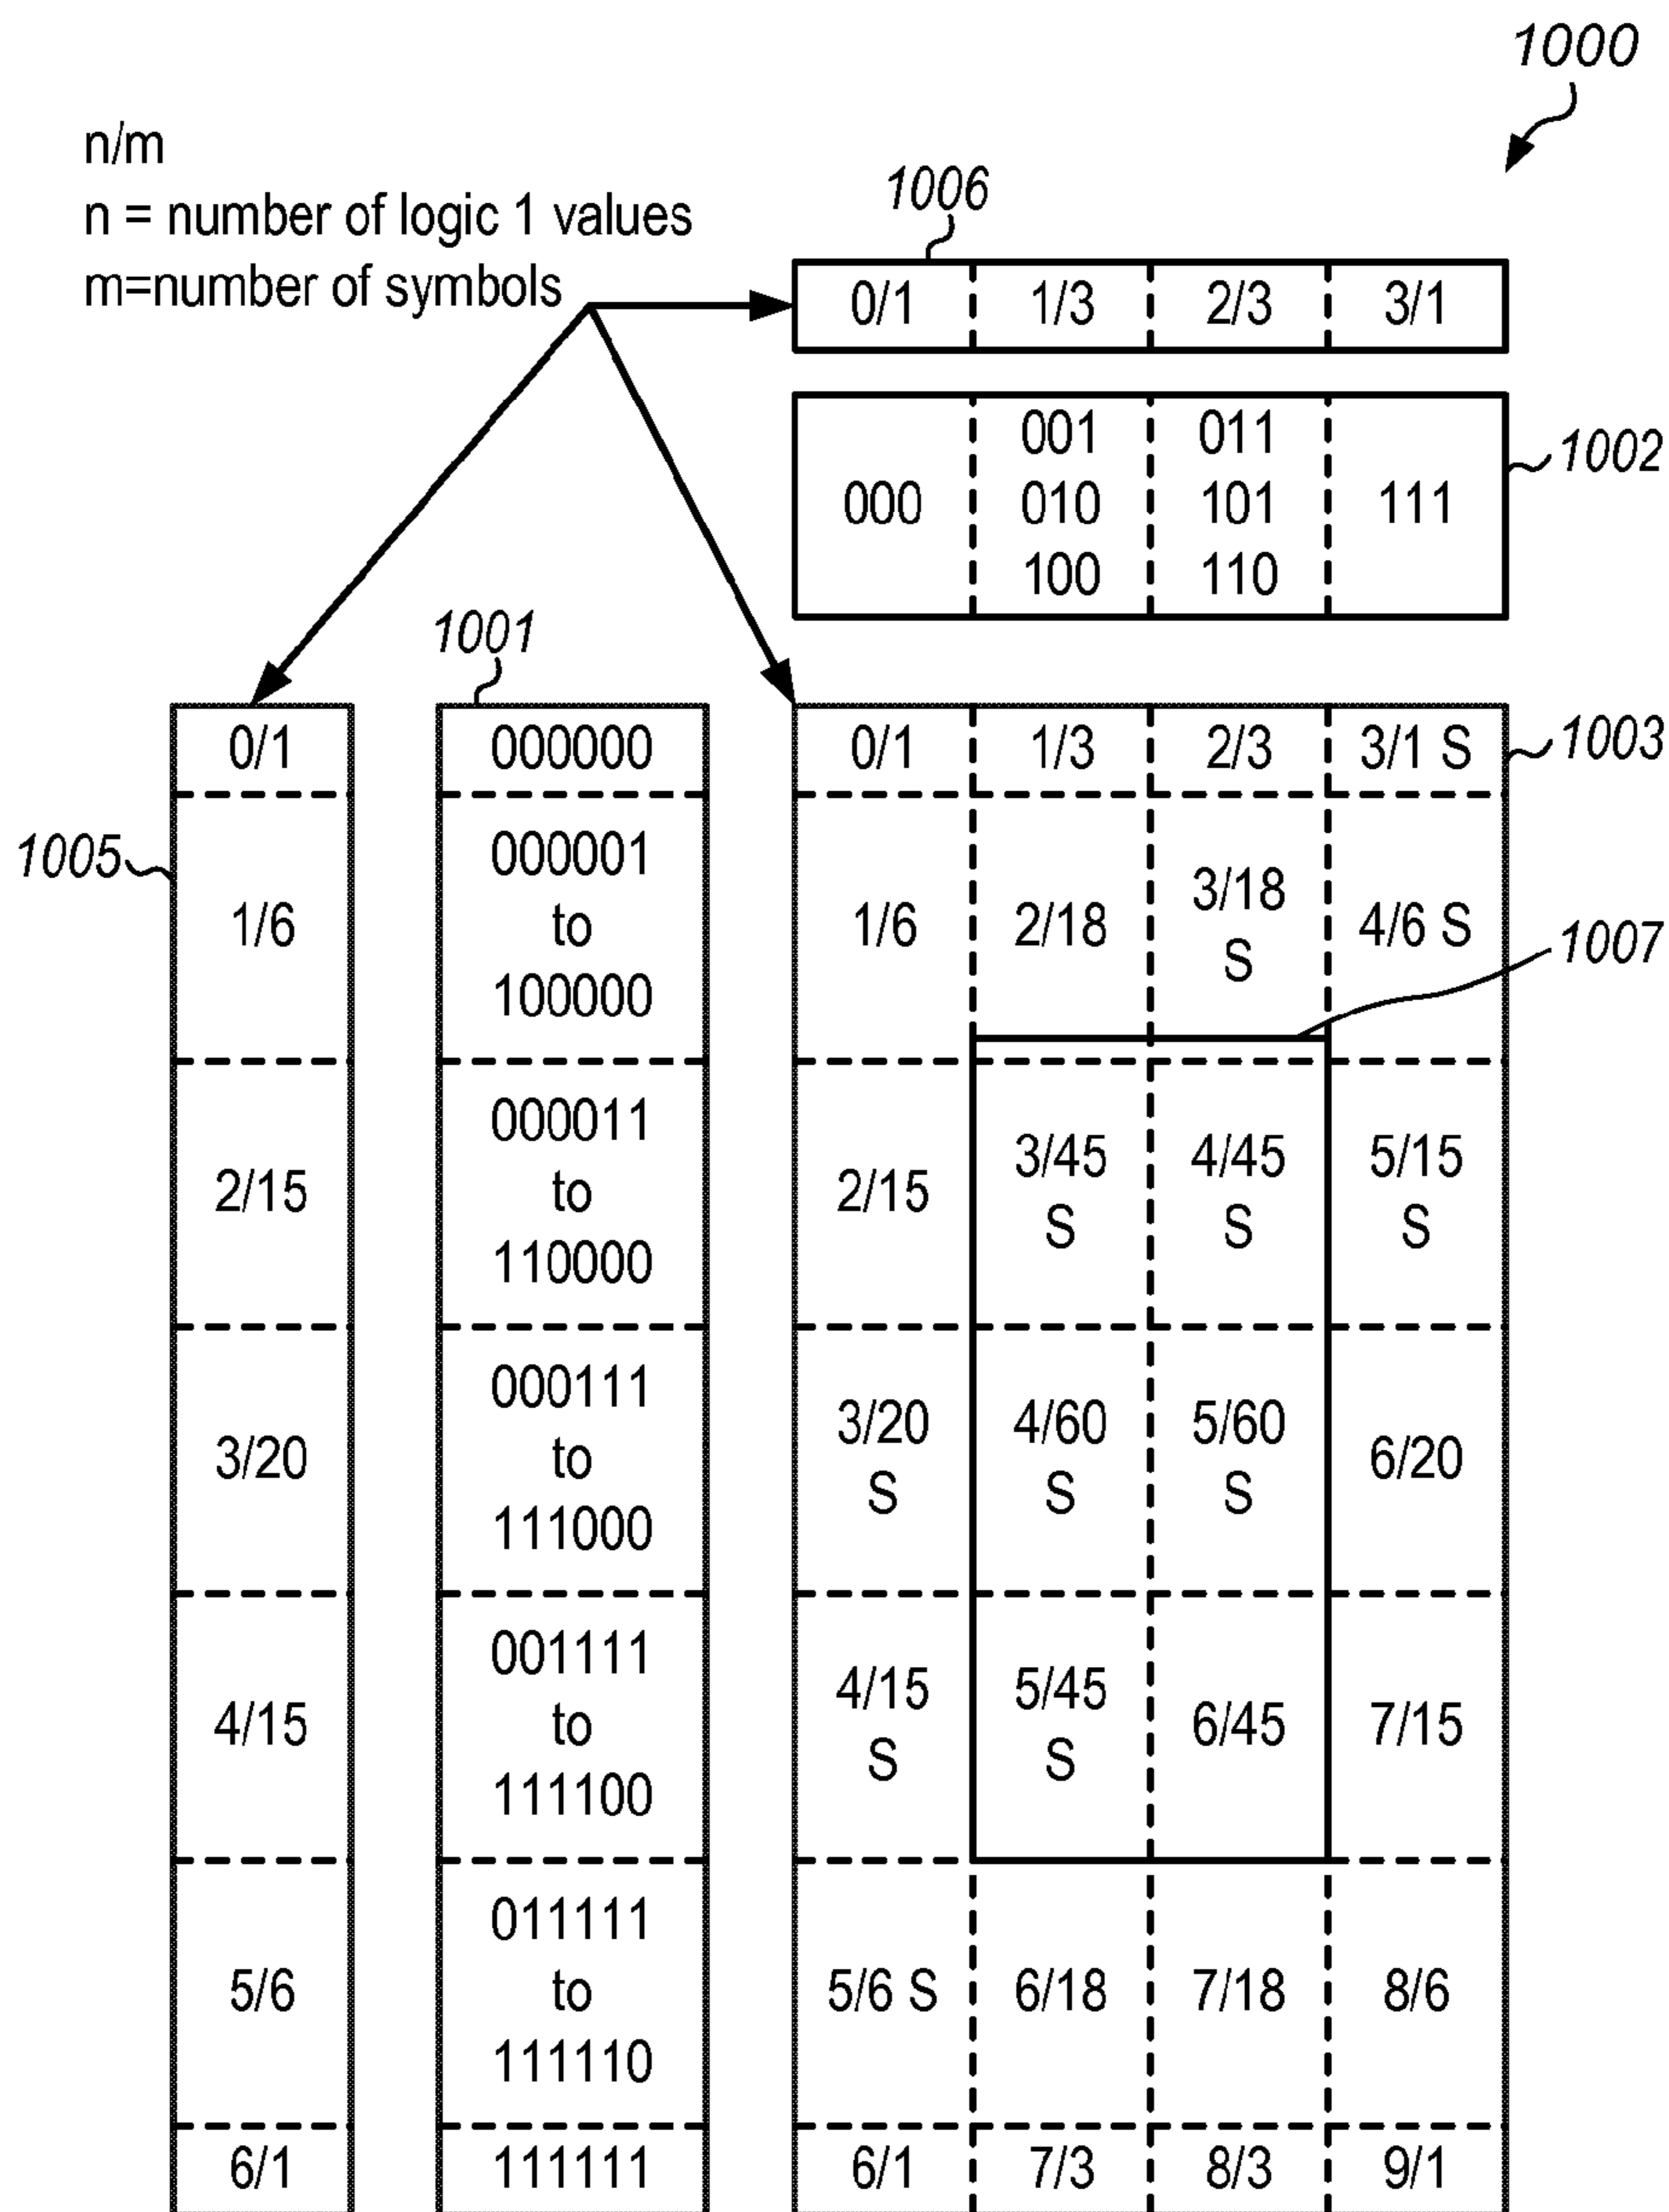 1000
n/m
n = number of logic 1 values
m=number of symbols
1006
0/1 1/3 2/3 3/1
000
001
010
100
011
101
110
111
1002
1001
1003
1005
1007
0/1 000000 0/1 1/3 2/3 3/1 S
1/6
000001
to
100000
1/6 2/18
3/18
S
4/6 S
2/15
000011
to
110000
2/15
3/45
S
4/45
S
5/15
S
3/20
000111
to
111000
3/20
S
4/60
S
5/60
S
6/20
4/15
001111
to
111100
4/15
S
5/45
S
6/45 7/15
5/6
011111
to
111110
5/6 S 6/18 7/18 8/6
6/1 111111 6/1 7/3 8/3 9/1